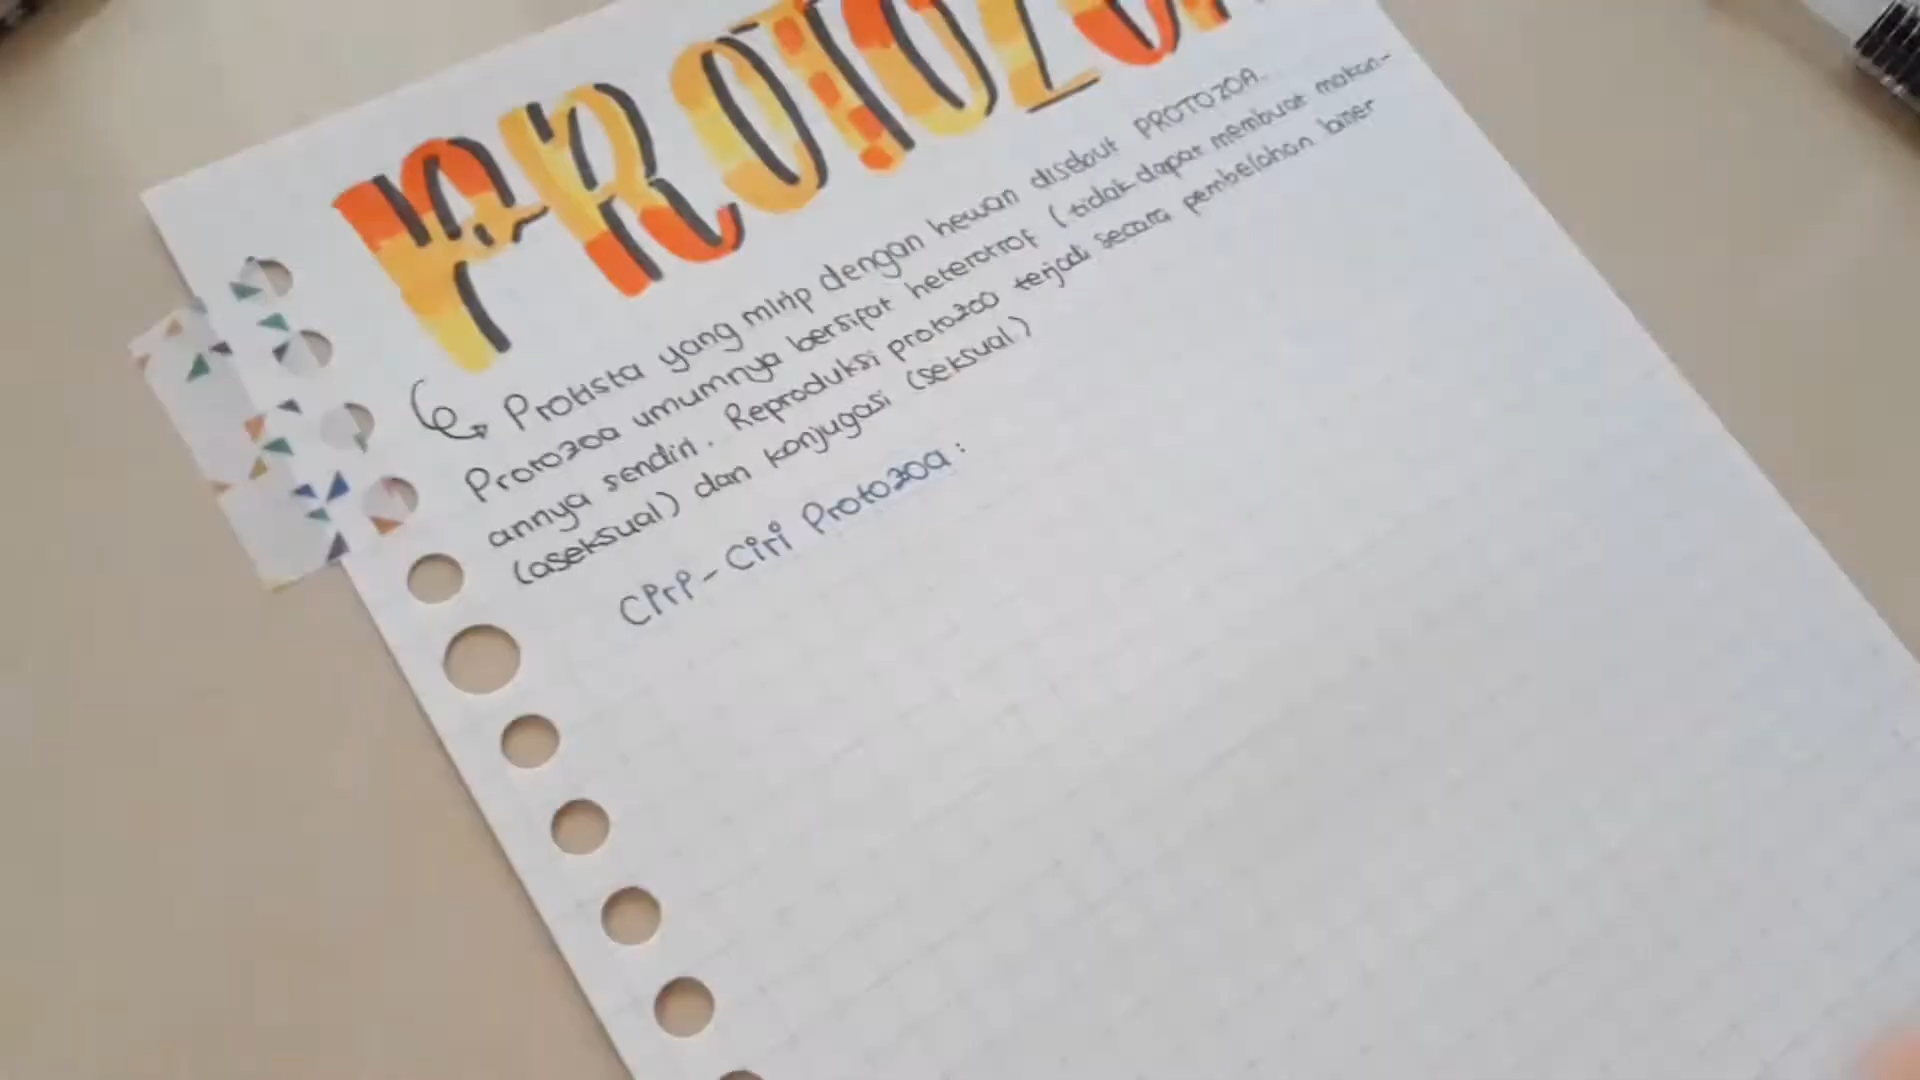 PROTOZOA
Protista yang mirip dengan hewan disebut PROTOZOA.
Protozoa umumnya bersifat heterotrof (tidak dapat membuat makan-
annya sendiri. Reproduksi protozoa terjadi secara pembelahan biner
(aseksual) dan konjugasi (seksual)
Ciri - Ciri Protozoa :